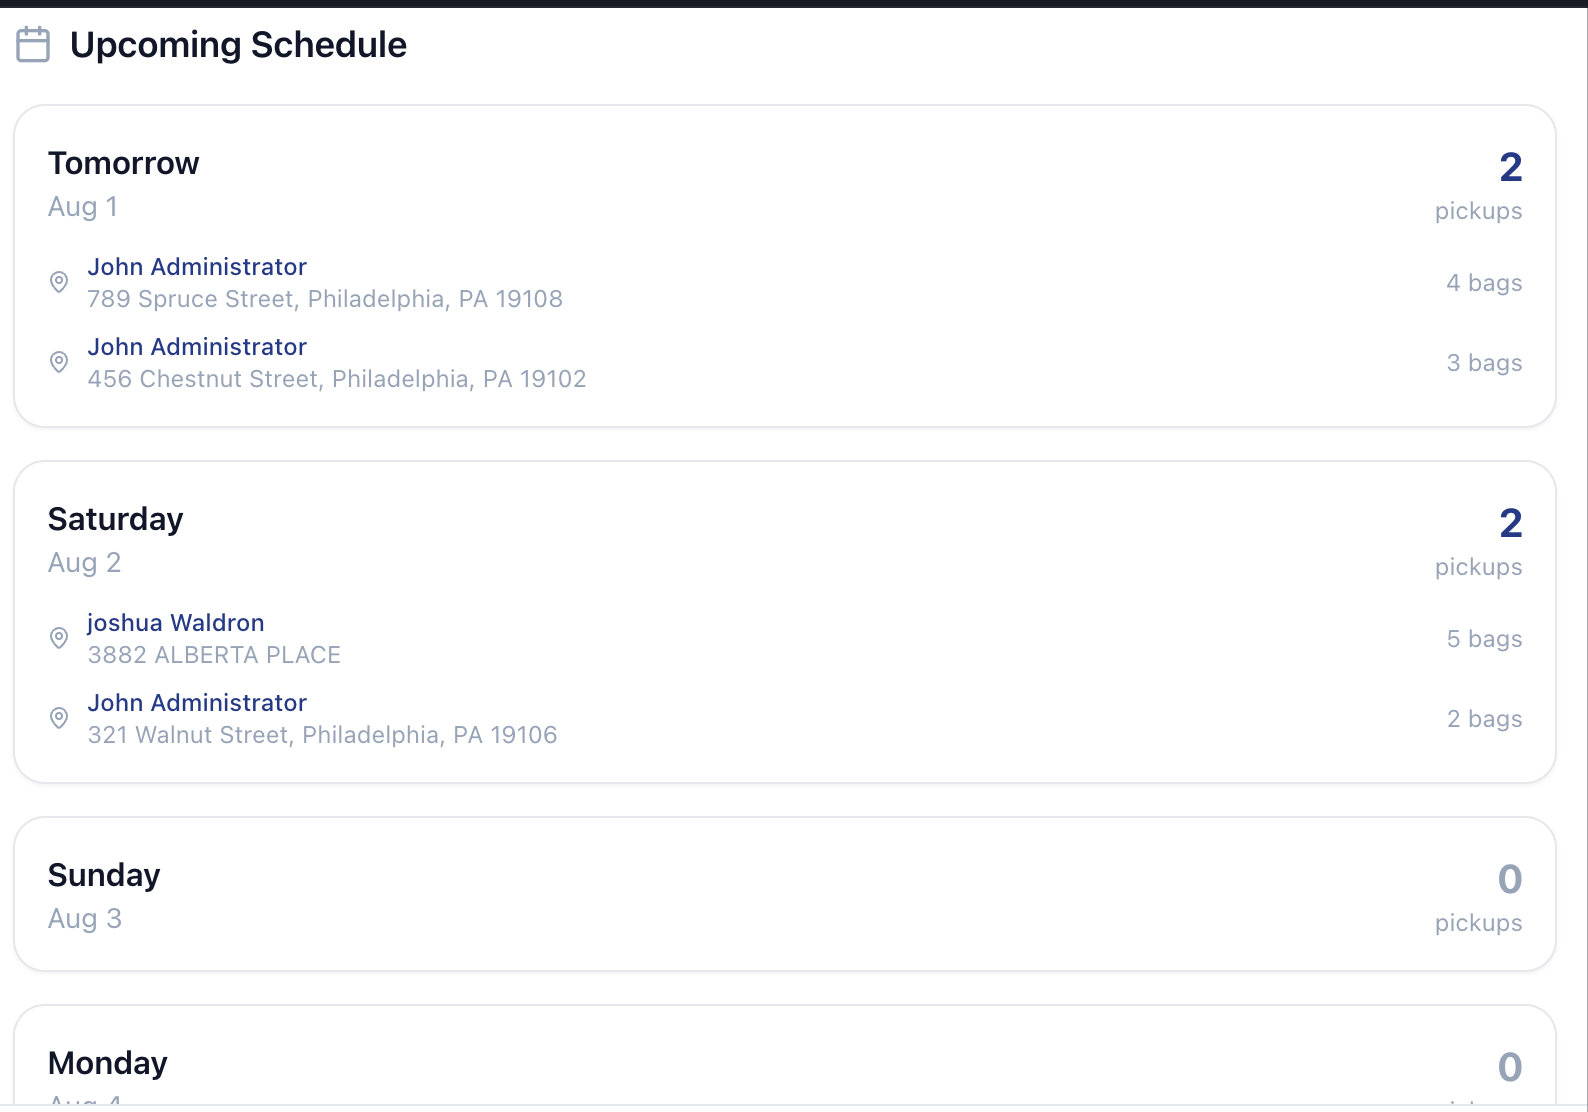 Upcoming Schedule
Tomorrow
2
Aug 1
pickups
John Administrator
789 Spruce Street, Philadelphia, PA 19108
4 bags
John Administrator
456 Chestnut Street, Philadelphia, PA 19102
3 bags
Saturday
2
Aug 2
pickups
joshua Waldron
3882 ALBERTA PLACE
5 bags
John Administrator
321 Walnut Street, Philadelphia, PA 19106
2 bags
Sunday
0
Aug 3
pickups
Monday
0
Aug 4